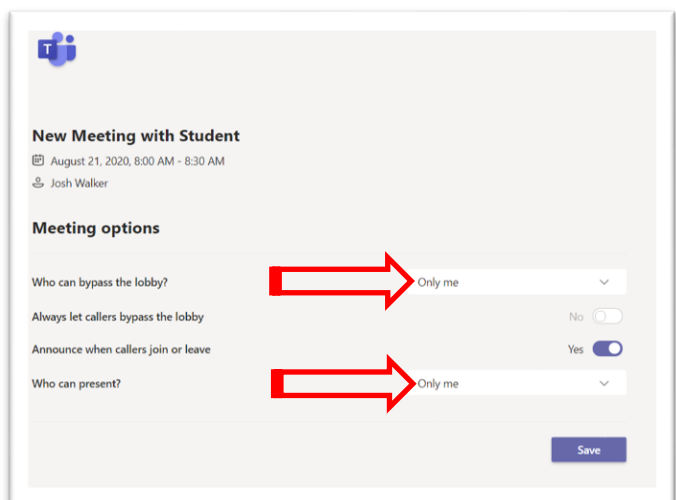 T
New Meeting with Student
August 21, 2020, 8:00 AM - 8:30 AM
Josh Walker
Meeting options
Who can bypass the lobby? Only me
Always let callers bypass the lobby No
Announce when callers join or leave Yes
Who can present? Only me
Save